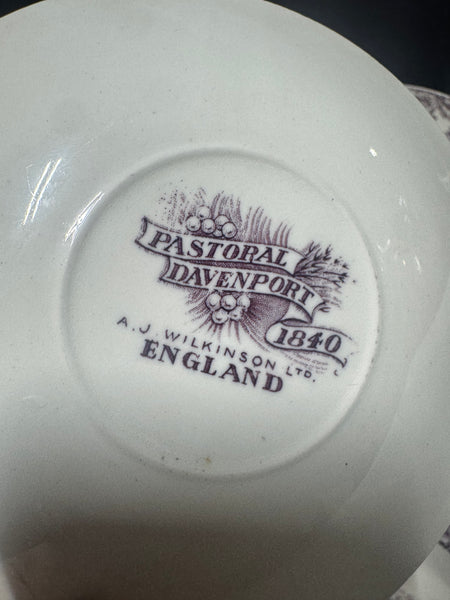 PASTORAL
DAVENPORT
1840
A.J. WILKINSON LTD.
ENGLAND